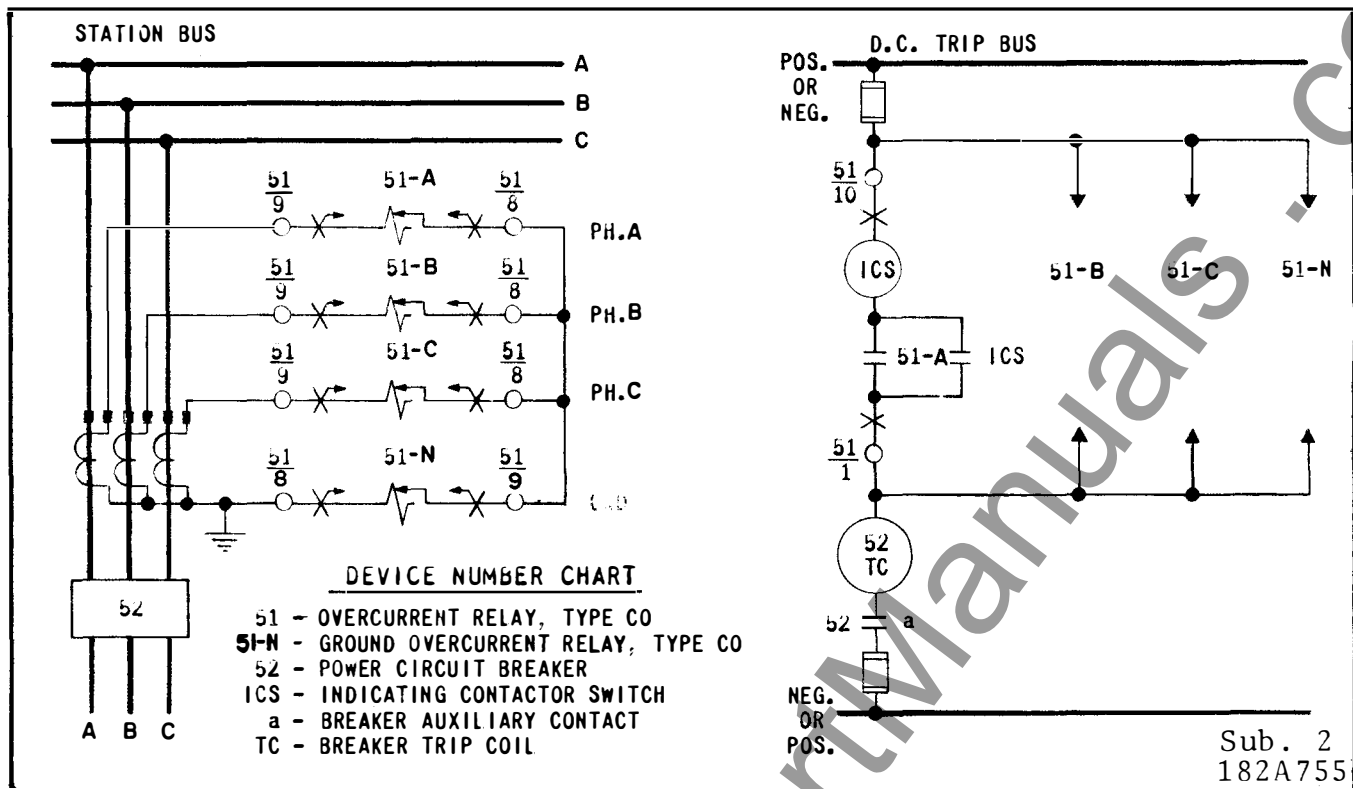 STATION BUS
A
B
C
51
9
51-A
51
8
PH.A
51
9
51-B
51
8
PH.B
51
9
51-C
51
8
PH.C
51
8
51-N
51
9
52
A B C
DEVICE NUMBER CHART
51 - OVERCURRENT RELAY, TYPE CO
51-N - GROUND OVERCURRENT RELAY, TYPE CO
52 - POWER CIRCUIT BREAKER
ICS - INDICATING CONTACTOR SWITCH
a - BREAKER AUXILIARY CONTACT
TC - BREAKER TRIP COIL
D.C. TRIP BUS
POS.
OR
NEG.
51
10
ICS
51-B
51-C
51-N
51-A
ICS
51
1
52
TC
52
a
NEG.
OR
POS.
Sub. 2
182A755